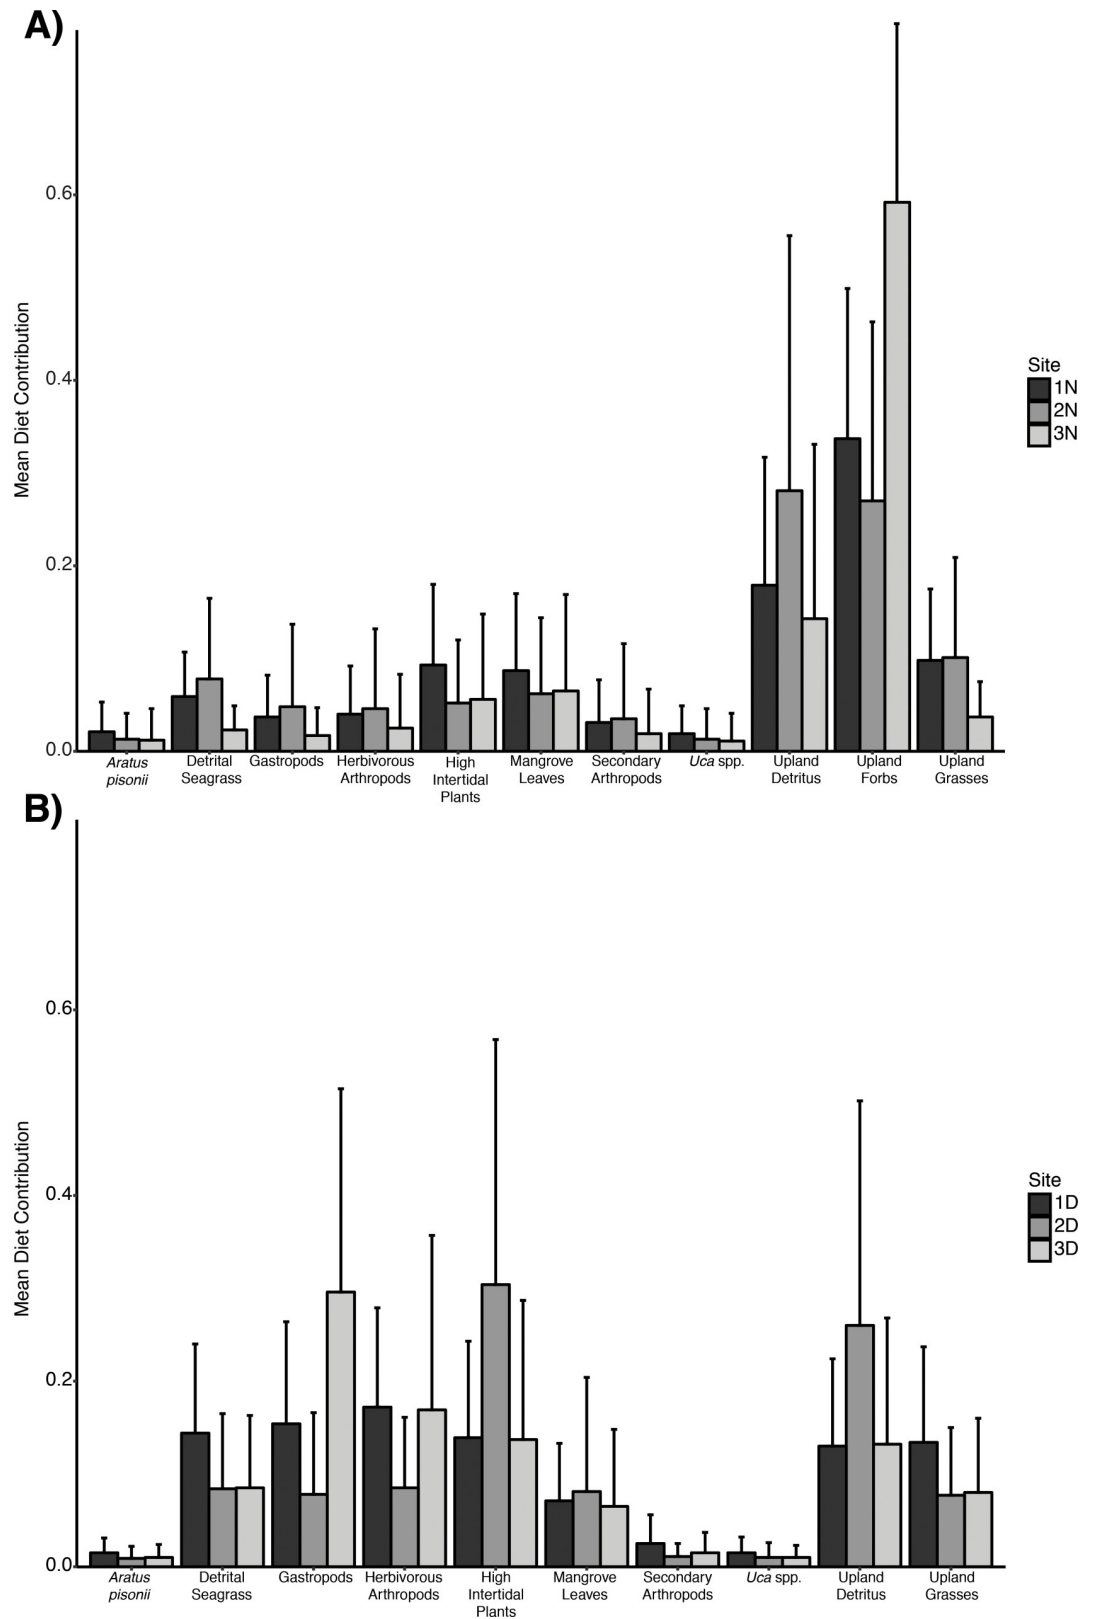 A)
0.6
0.4
0.2
0.0
Mean Diet Contribution
Aratus
pisonii
Detrital
Seagrass
Gastropods
Herbivorous
Arthropods
High
Intertidal
Plants
Mangrove
Leaves
Secondary
Arthropods
Uca spp.
Upland
Detritus
Upland
Forbs
Upland
Grasses
Site
1N
2N
3N
B)
0.6
0.4
0.2
0.0
Mean Diet Contribution
Aratus
pisonii
Detrital
Seagrass
Gastropods
Herbivorous
Arthropods
High
Intertidal
Plants
Mangrove
Leaves
Secondary
Arthropods
Uca spp.
Upland
Detritus
Upland
Grasses
Site
1D
2D
3D